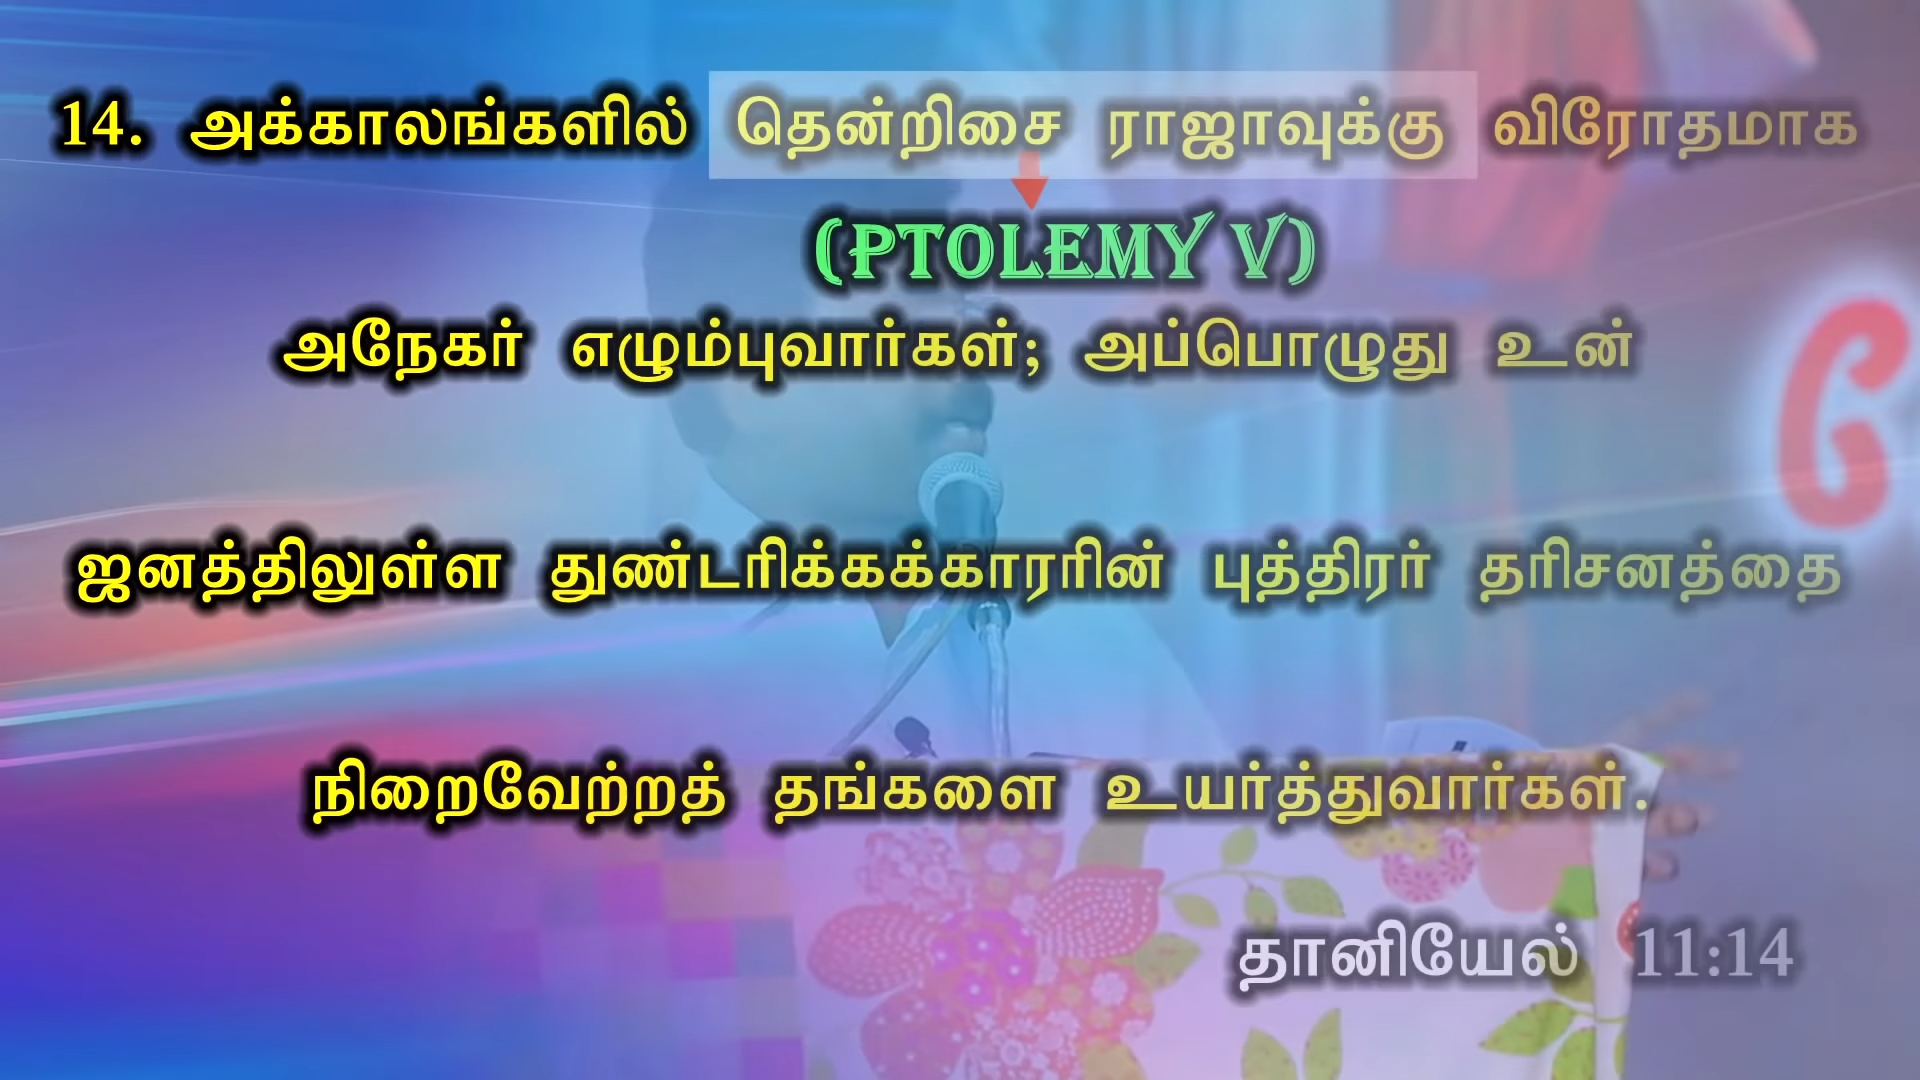 14. அக்காலங்களில் தென்றிசை ராஜாவுக்கு விரோதமாக
(PTOLEMY V)
அநேகர் எழும்புவார்கள்; அப்பொழுது உன்
ஜனத்திலுள்ள துண்டரிக்கக்காரரின் புத்திரர் தரிசனத்தை
நிறைவேற்றத் தங்களை உயர்த்துவார்கள்.
தானியேல் 11:14